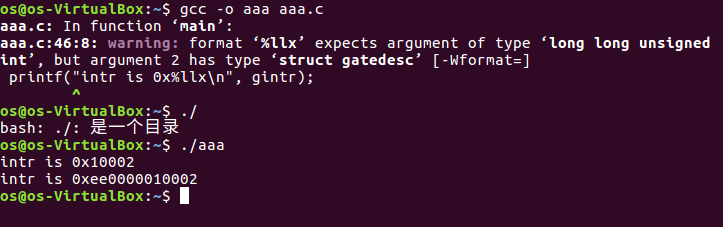 os@os-VirtualBox:~$ gcc -o aaa aaa.c
aaa.c: In function ‘main’:
aaa.c:46:8: warning: format ‘%llx’ expects argument of type ‘long long unsigned
int’, but argument 2 has type ‘struct gatedesc’ [-Wformat=]
 printf("intr is 0x%llx\n", gintr);
        ^
os@os-VirtualBox:~$ ./
bash: ./: 是一个目录
os@os-VirtualBox:~$ ./aaa
intr is 0x10002
intr is 0xee0000010002
os@os-VirtualBox:~$